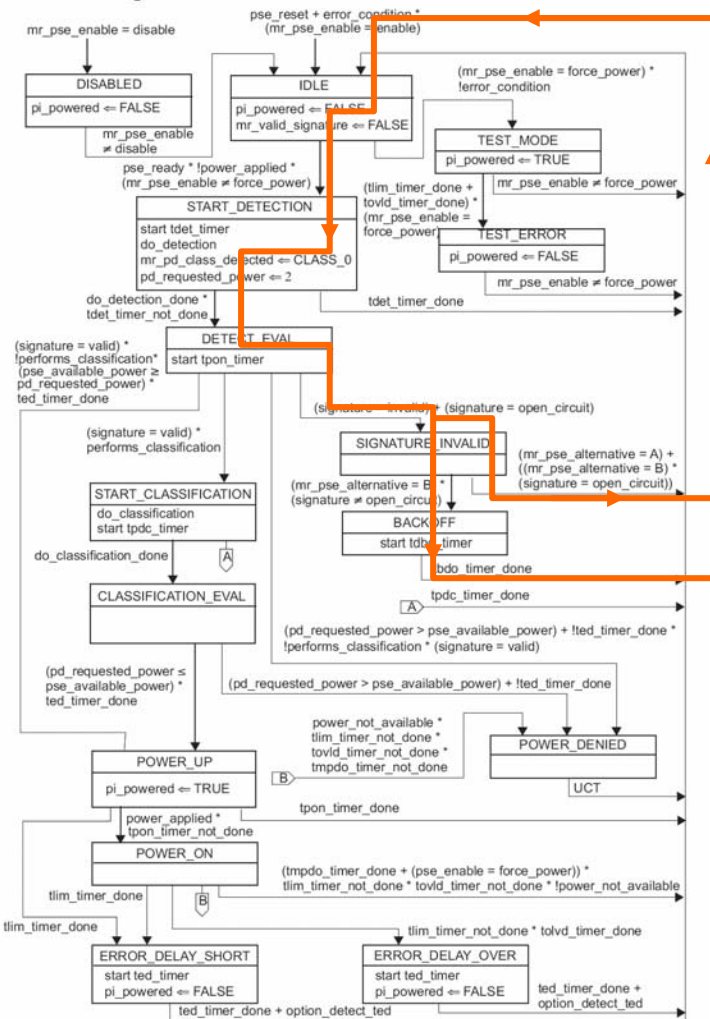 mr_pse_enable = disable
pse_reset + error_condition *
(mr_pse_enable = enable)
DISABLED
pi_powered ⇐ FALSE
mr_pse_enable
≠ disable
IDLE
pi_powered ⇐ FALSE
mr_valid_signature ⇐ FALSE
(mr_pse_enable = force_power) *
!error_condition
TEST_MODE
pi_powered ⇐ TRUE
mr_pse_enable ≠ force_power
pse_ready * !power_applied *
(mr_pse_enable ≠ force_power)
(tlim_timer_done +
tovld_timer_done) *
(mr_pse_enable =
force_power)
START_DETECTION
start tdet_timer
do_detection
mr_pd_class_detected ⇐ CLASS_0
pd_requested_power ⇐ 2
TEST_ERROR
pi_powered ⇐ FALSE
mr_pse_enable ≠ force_power
do_detection_done *
tdet_timer_not_done
tdet_timer_done
DETECT_EVAL
start tpon_timer
(signature = valid) *
!performs_classification*
(pse_available_power ≥
pd_requested_power) *
ted_timer_done
(signature = invalid) + (signature = open_circuit)
(signature = valid) *
performs_classification
SIGNATURE_INVALID
(mr_pse_alternative = A) +
((mr_pse_alternative = B) *
(signature = open_circuit))
(mr_pse_alternative = B) *
(signature ≠ open_circuit)
START_CLASSIFICATION
do_classification
start tpdc_timer
BACKOFF
start tdbo_timer
do_classification_done
A
tbdo_timer_done
CLASSIFICATION_EVAL
A
tpdc_timer_done
(pd_requested_power > pse_available_power) + !ted_timer_done *
!performs_classification * (signature = valid)
(pd_requested_power ≤
pse_available_power) *
ted_timer_done
(pd_requested_power > pse_available_power) + !ted_timer_done
power_not_available *
tlim_timer_not_done *
tovld_timer_not_done *
tmpdo_timer_not_done
POWER_DENIED
POWER_UP
pi_powered ⇐ TRUE
B
UCT
power_applied *
tpon_timer_not_done
tpon_timer_done
POWER_ON
(tmpdo_timer_done + (pse_enable = force_power)) *
tlim_timer_not_done * tovld_timer_not_done * !power_not_available
tlim_timer_done
B
tlim_timer_done
tlim_timer_not_done * tolvd_timer_done
ERROR_DELAY_SHORT
start ted_timer
pi_powered ⇐ FALSE
ERROR_DELAY_OVER
start ted_timer
pi_powered ⇐ FALSE
ted_timer_done +
option_detect_ted
ted_timer_done + option_detect_ted